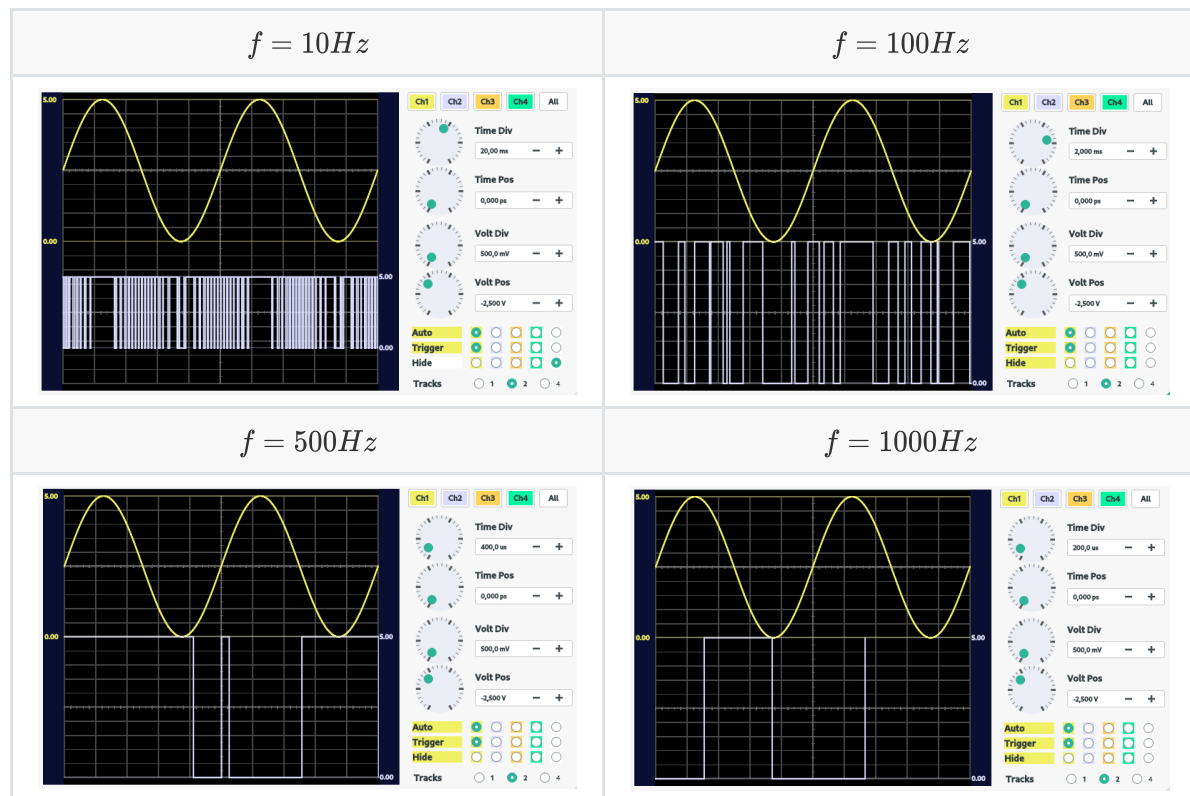 f = 10Hz
f = 100Hz
5.00
0.00
5.00
0.00
Ch1 Ch2 Ch3 Ch4 All
Time Div
20,00 ms − +
Time Pos
0,000 ps − +
Volt Div
500,0 mV − +
Volt Pos
-2,500 V − +
Auto
Trigger
Hide
Tracks 1 2 4
5.00
0.00
5.00
0.00
Ch1 Ch2 Ch3 Ch4 All
Time Div
2,000 ms − +
Time Pos
0,000 ps − +
Volt Div
500,0 mV − +
Volt Pos
-2,500 V − +
Auto
Trigger
Hide
Tracks 1 2 4
f = 500Hz
f = 1000Hz
5.00
0.00
5.00
0.00
Ch1 Ch2 Ch3 Ch4 All
Time Div
400,0 us − +
Time Pos
0,000 ps − +
Volt Div
500,0 mV − +
Volt Pos
-2,500 V − +
Auto
Trigger
Hide
Tracks 1 2 4
5.00
0.00
5.00
0.00
Ch1 Ch2 Ch3 Ch4 All
Time Div
200,0 us − +
Time Pos
0,000 ps − +
Volt Div
500,0 mV − +
Volt Pos
-2,500 V − +
Auto
Trigger
Hide
Tracks 1 2 4